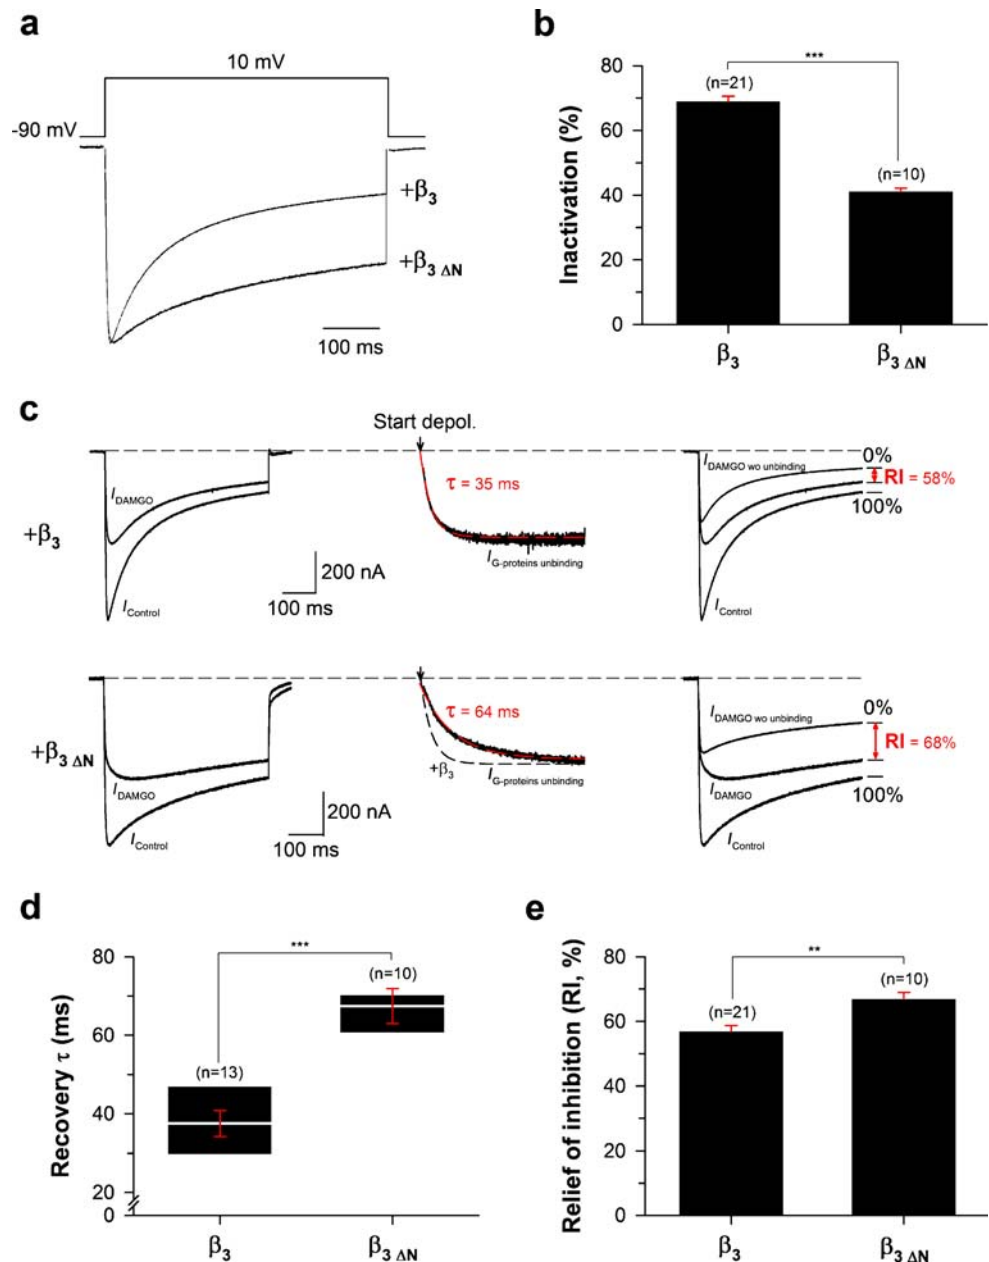 a
10 mV
-90 mV
+β3
+β3 ΔN
100 ms
b
Inactivation (%)
80
60
40
20
0
(n=21)
***
(n=10)
β3
β3 ΔN
c
Start depol.
+β3
IDAMGO
IControl
200 nA
100 ms
τ = 35 ms
IG-proteins unbinding
IDAMGO wo unbinding
0%
RI = 58%
100%
IDAMGO
IControl
+β3 ΔN
IDAMGO
IControl
200 nA
100 ms
τ = 64 ms
+β3
IG-proteins unbinding
IDAMGO wo unbinding
0%
RI = 68%
100%
IDAMGO
IControl
d
Recovery τ (ms)
80
60
40
20
0
(n=13)
***
(n=10)
β3
β3 ΔN
e
Relief of inhibition (RI, %)
80
60
40
20
0
(n=21)
**
(n=10)
β3
β3 ΔN